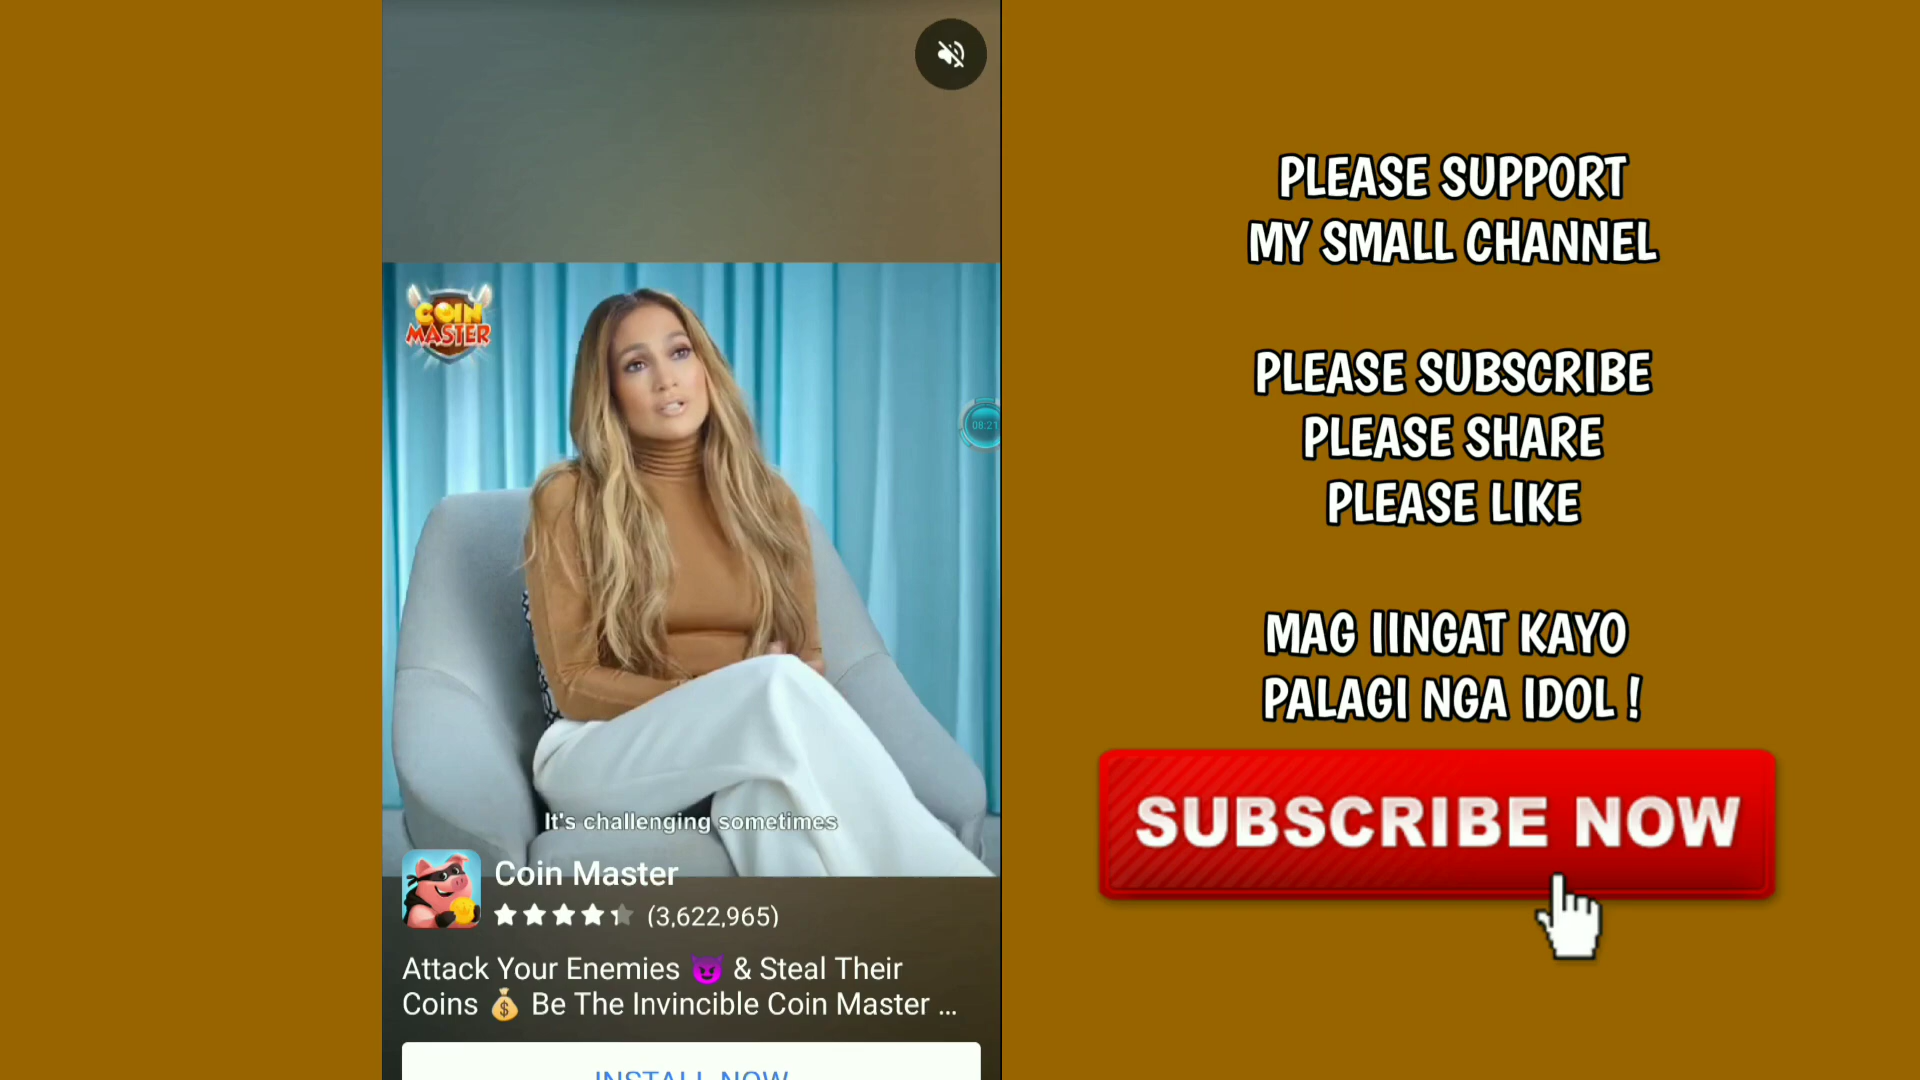 COIN
MASTER
08:21
It's challenging sometimes
Coin Master
(3,622,965)
Attack Your Enemies 😈 & Steal Their
Coins 💰 Be The Invincible Coin Master ...
INSTALL NOW
PLEASE SUPPORT
MY SMALL CHANNEL
PLEASE SUBSCRIBE
PLEASE SHARE
PLEASE LIKE
MAG IINGAT KAYO
PALAGI NGA IDOL !
SUBSCRIBE NOW